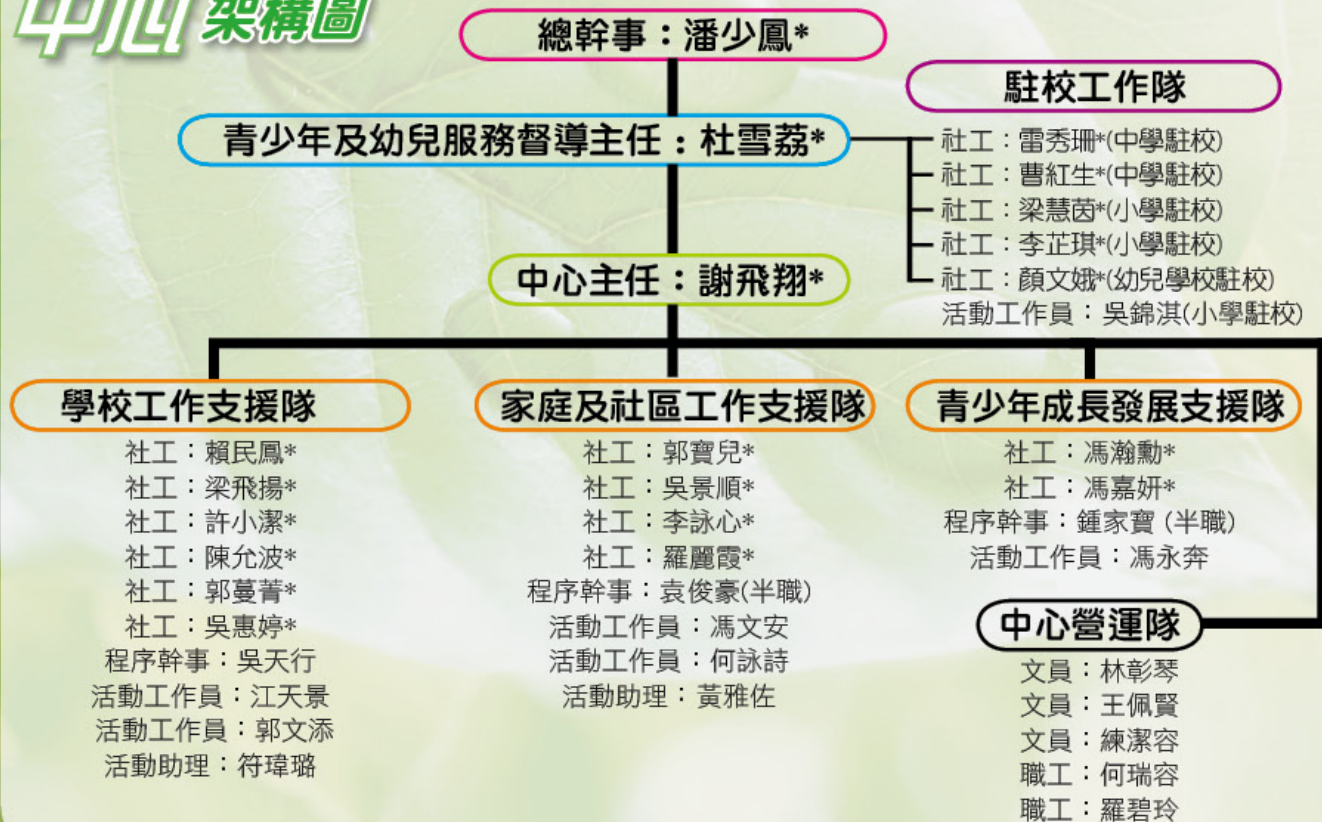 中心 架構圖
總幹事：潘少鳳*
青少年及幼兒服務督導主任：杜雪荔*
駐校工作隊
社工：雷秀珊*(中學駐校)
社工：曹紅生*(中學駐校)
社工：梁慧茵*(小學駐校)
社工：李芷琪*(小學駐校)
社工：顏文娥*(幼兒學校駐校)
活動工作員：吳錦淇(小學駐校)
中心主任：謝飛翔*
學校工作支援隊
社工：賴民鳳*
社工：梁飛揚*
社工：許小潔*
社工：陳允波*
社工：郭蔓菁*
社工：吳惠婷*
程序幹事：吳天行
活動工作員：江天景
活動工作員：郭文添
活動助理：符瑋璐
家庭及社區工作支援隊
社工：郭寶兒*
社工：吳景順*
社工：李詠心*
社工：羅麗霞*
程序幹事：袁俊豪(半職)
活動工作員：馮文安
活動工作員：何詠詩
活動助理：黃雅佐
青少年成長發展支援隊
社工：馮瀚勳*
社工：馮嘉妍*
程序幹事：鍾家寶 (半職)
活動工作員：馮永奔
中心營運隊
文員：林彰琴
文員：王佩賢
文員：練潔容
職工：何瑞容
職工：羅碧玲